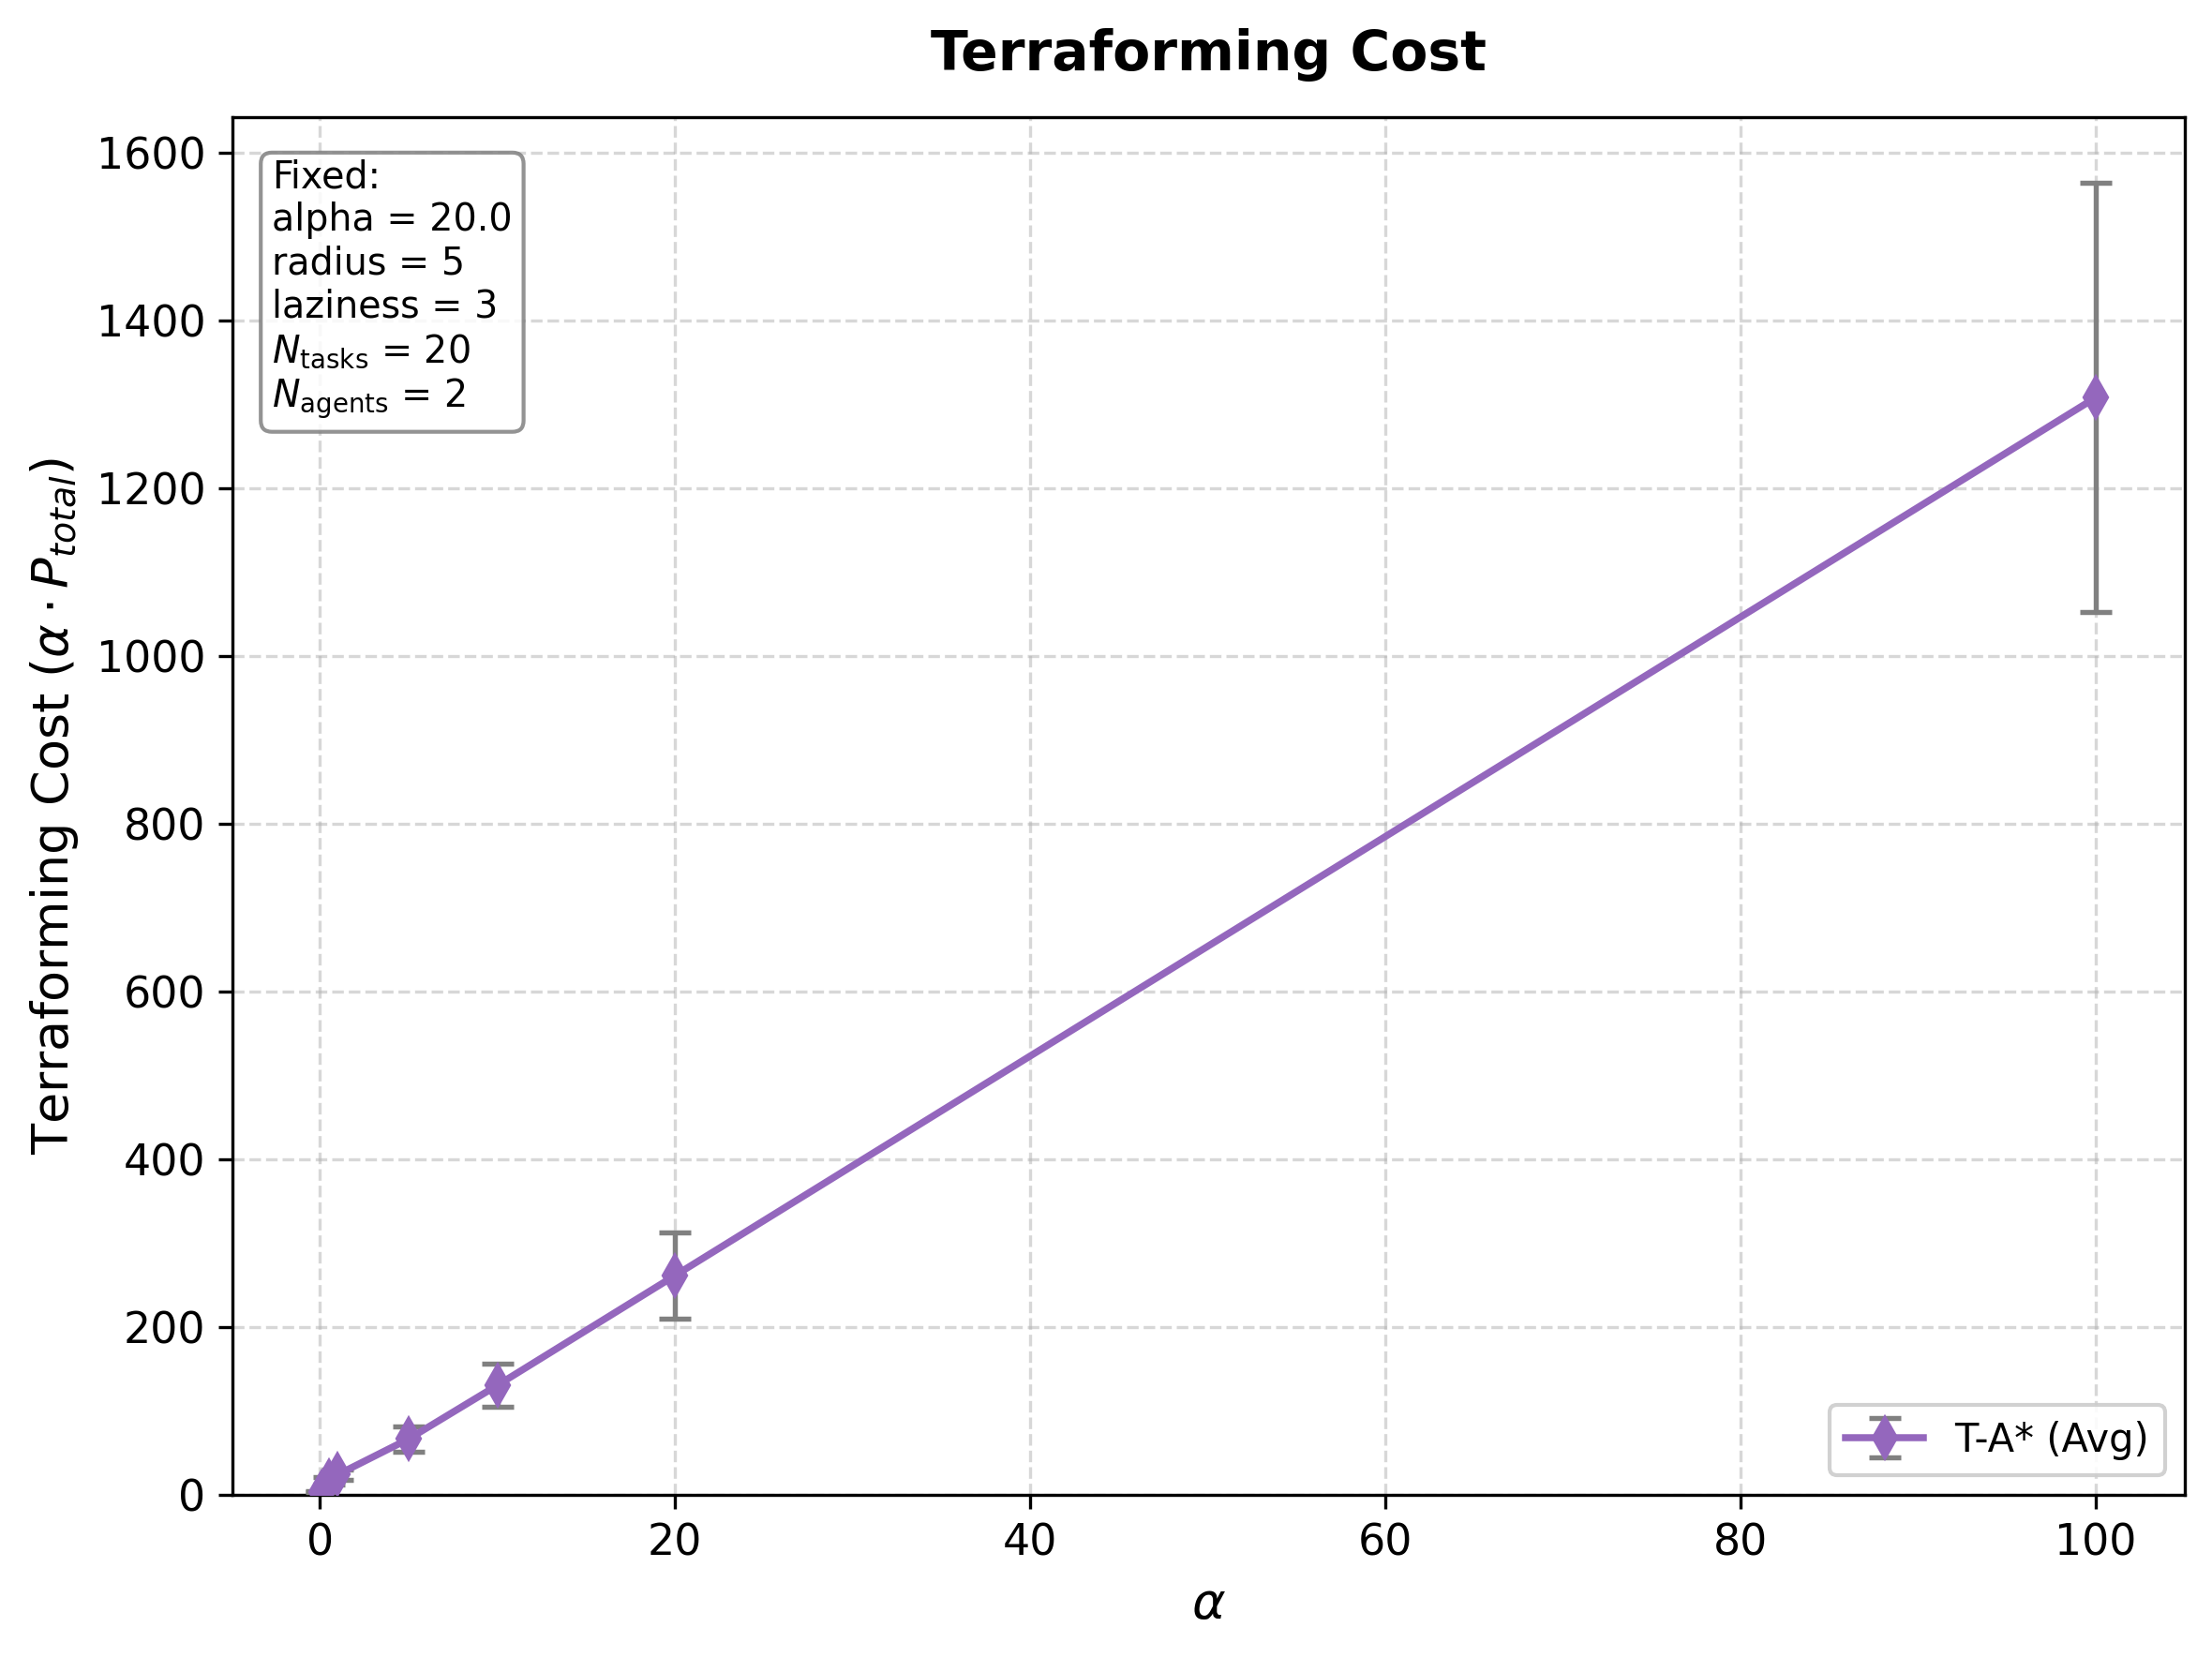 Terraforming Cost
Terraforming Cost (α · P_total)
1600
1400
1200
1000
800
600
400
200
0
Fixed:
alpha = 20.0
radius = 5
laziness = 3
N_tasks = 20
N_agents = 2
T-A* (Avg)
0 20 40 60 80 100
α